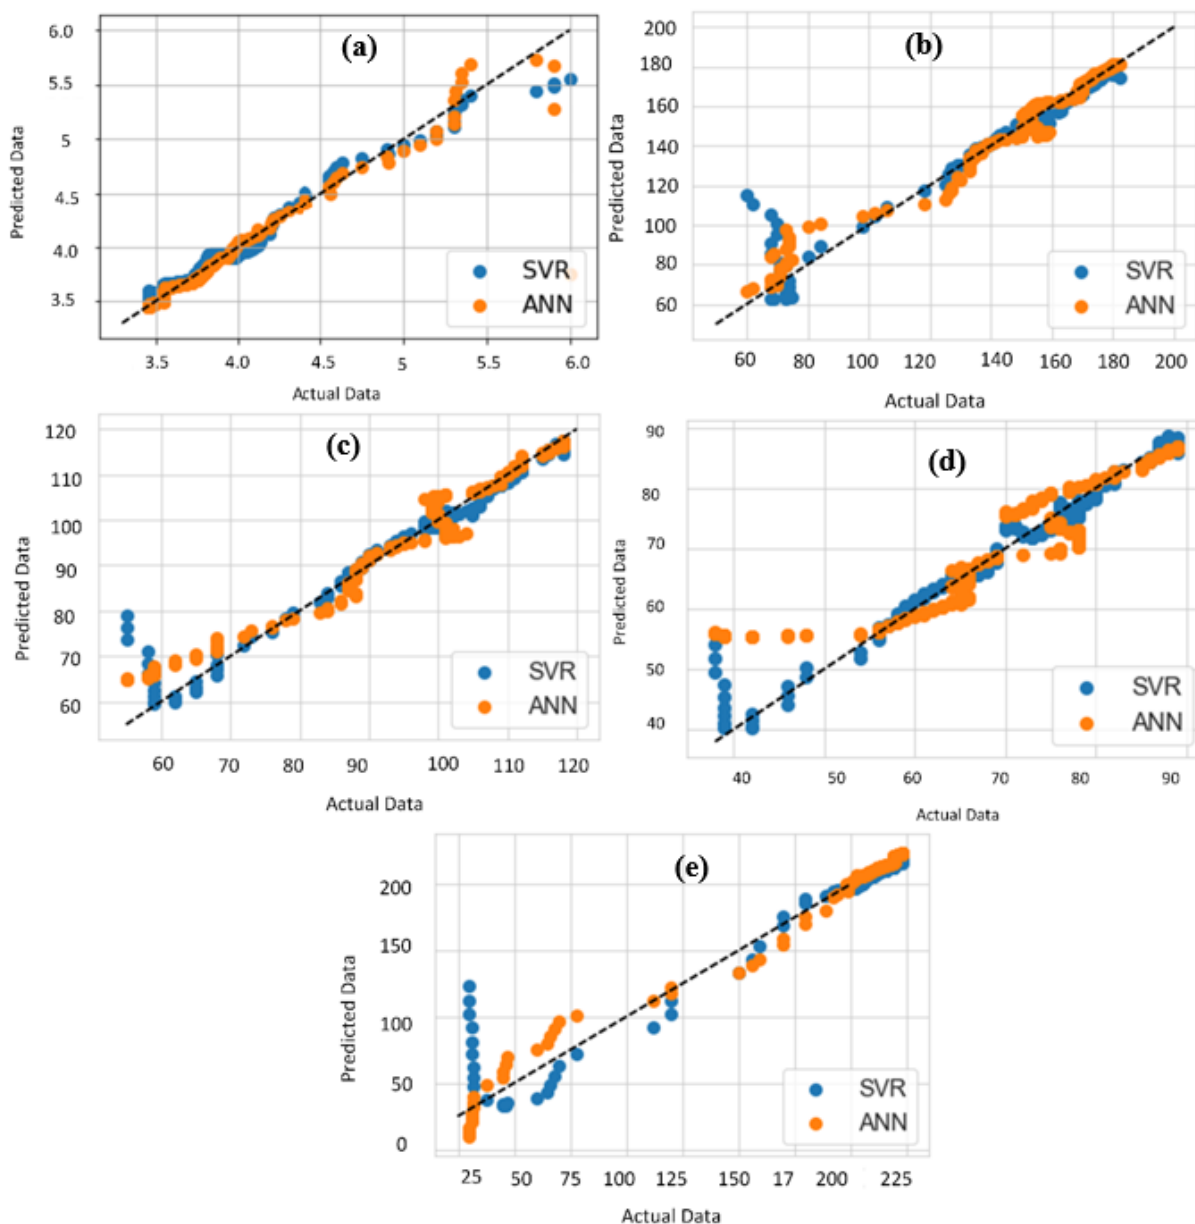 (a)
6.0
5.5
5
4.5
4.0
3.5
Predicted Data
SVR
ANN
3.5 4.0 4.5 5 5.5 6.0
Actual Data
(b)
200
180
160
140
120
100
80
60
Predicted Data
SVR
ANN
60 80 100 120 140 160 180 200
Actual Data
(c)
120
110
100
90
80
70
60
Predicted Data
SVR
ANN
60 70 80 90 100 110 120
Actual Data
(d)
90
80
70
60
50
40
Predicted Data
SVR
ANN
40 50 54 60 70 80 90
Actual Data
(e)
200
150
100
50
0
Predicted Data
SVR
ANN
25 50 75 100 125 150 17 200 225
Actual Data